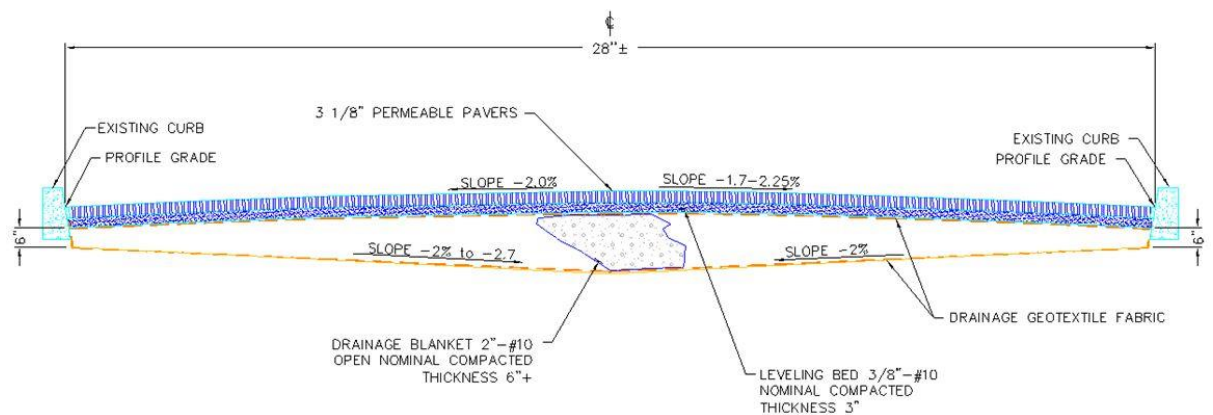 ℄
28"±
3 1/8" PERMEABLE PAVERS
EXISTING CURB
PROFILE GRADE
EXISTING CURB
PROFILE GRADE
SLOPE -2.0%
SLOPE -1.7-2.25%
6"
6"
SLOPE -2% to -2.7
SLOPE -2%
DRAINAGE GEOTEXTILE FABRIC
DRAINAGE BLANKET 2"-#10
OPEN NOMINAL COMPACTED
THICKNESS 6"+
LEVELING BED 3/8"-#10
NOMINAL COMPACTED
THICKNESS 3"